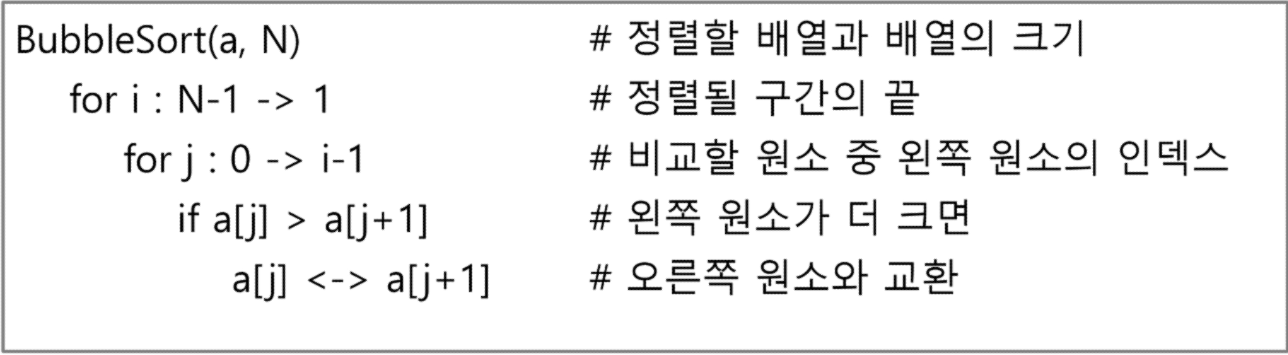 BubbleSort(a, N) # 정렬할 배열과 배열의 크기
for i : N-1 -> 1 # 정렬될 구간의 끝
for j : 0 -> i-1 # 비교할 원소 중 왼쪽 원소의 인덱스
if a[j] > a[j+1] # 왼쪽 원소가 더 크면
a[j] <-> a[j+1] # 오른쪽 원소와 교환